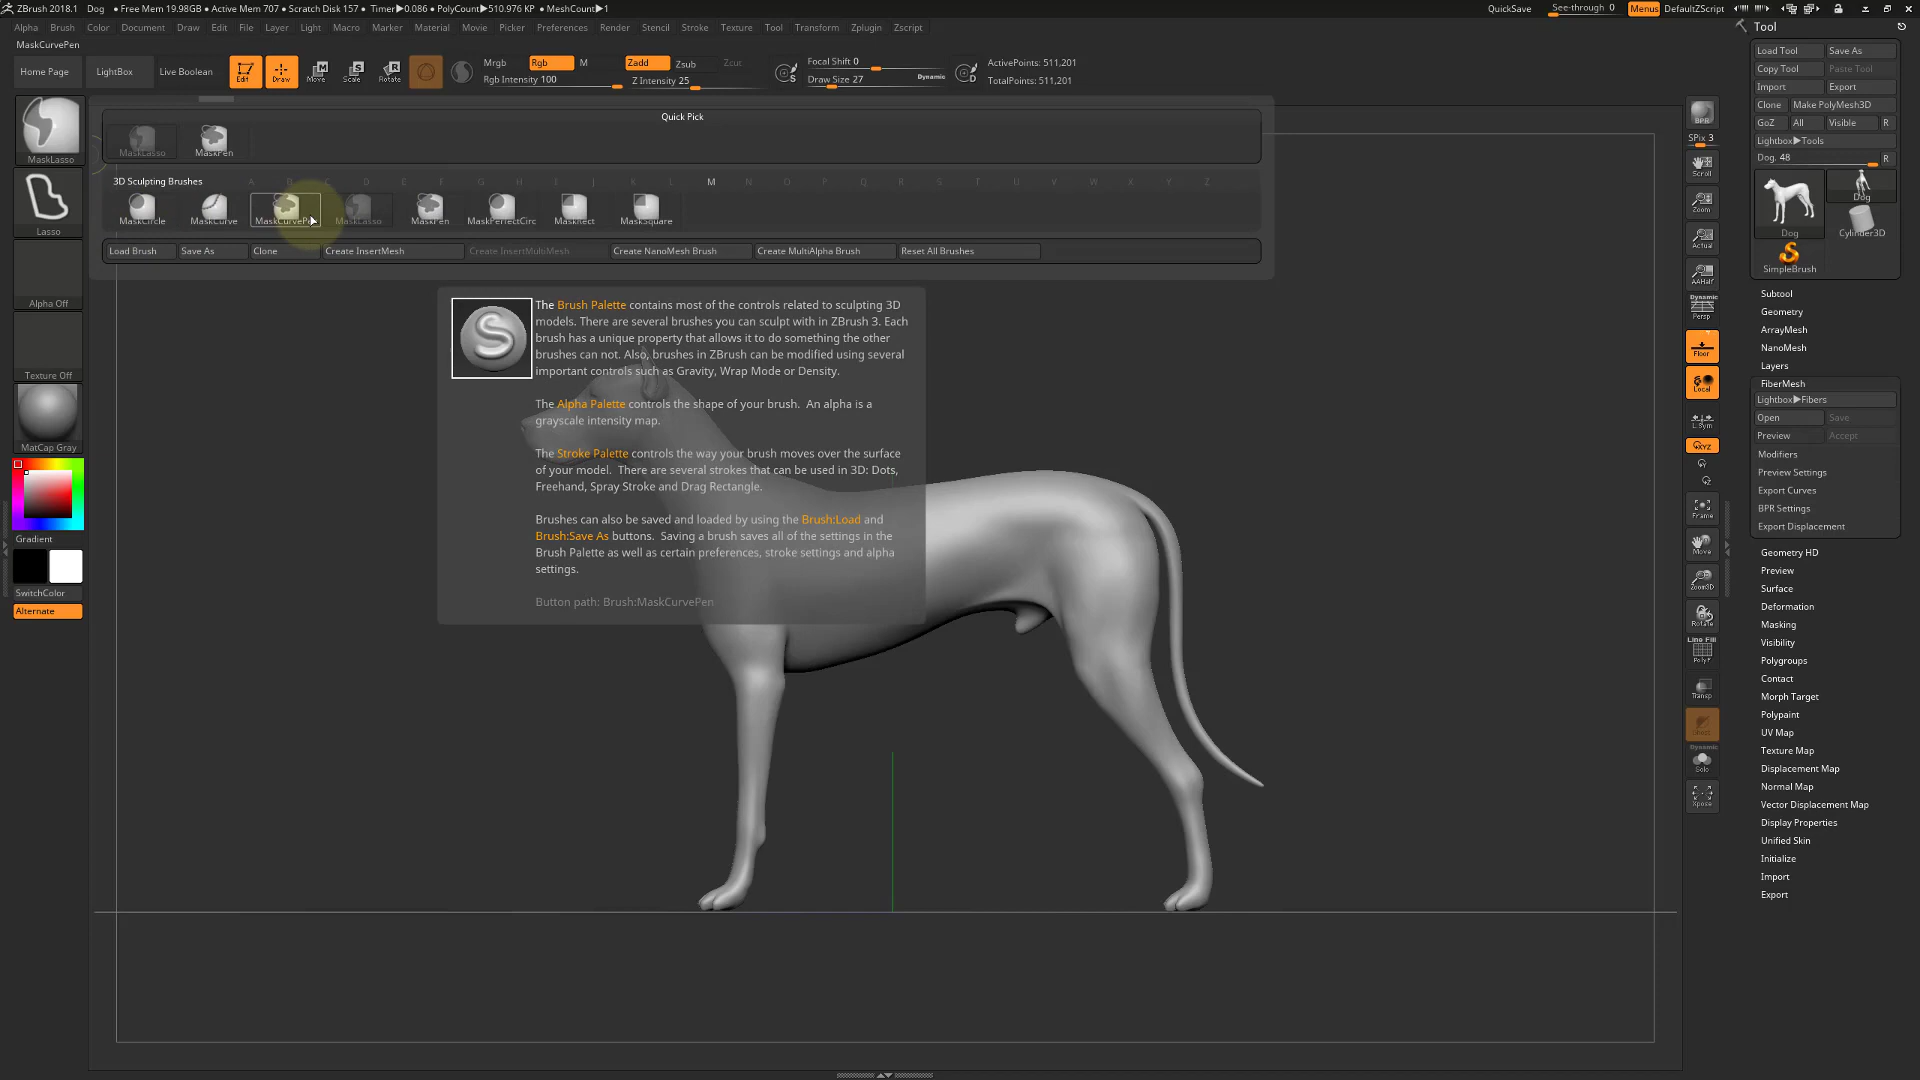 ZBrush 2018.1 Dog • Free Mem 19.98GB • Active Mem 707 • Scratch Disk 157 • Timer▶0.086 • PolyCount▶510.976 KP • MeshCount▶1
QuickSave See-through 0 Menus DefaultZScript
Alpha Brush Color Document Draw Edit File Layer Light Macro Marker Material Movie Picker Preferences Render Stencil Stroke Texture Tool Transform Zplugin Zscript
MaskCurvePen
Home Page LightBox Live Boolean Edit Draw Move Scale Rotate
Mrgb Rgb M Zadd Zsub Zcut
Rgb Intensity 100 Z Intensity 25
Focal Shift 0
Draw Size 27 Dynamic
ActivePoints: 511,201
TotalPoints: 511,201
Quick Pick
MaskLasso MaskPen
3D Sculpting Brushes A B C D E F G H I J K L M N O P Q R S T U V W X Y Z
MaskCircle MaskCurve MaskCurvePen MaskLasso MaskPen MaskPerfectCirc MaskRect MaskSquare
Load Brush Save As Clone Create InsertMesh Create InsertMultiMesh Create NanoMesh Brush Create MultiAlpha Brush Reset All Brushes
The Brush Palette contains most of the controls related to sculpting 3D
models. There are several brushes you can sculpt with in ZBrush 3. Each
brush has a unique property that allows it to do something the other
brushes can not. Also, brushes in ZBrush can be modified using several
important controls such as Gravity, Wrap Mode or Density.
The Alpha Palette controls the shape of your brush. An alpha is a
grayscale intensity map.
The Stroke Palette controls the way your brush moves over the surface
of your model. There are several strokes that can be used in 3D: Dots,
Freehand, Spray Stroke and Drag Rectangle.
Brushes can also be saved and loaded by using the Brush:Load and
Brush:Save As buttons. Saving a brush saves all of the settings in the
Brush Palette as well as certain preferences, stroke settings and alpha
settings.
Button path: Brush:MaskCurvePen
MaskLasso
Lasso
Alpha Off
Texture Off
MatCap Gray
Gradient
SwitchColor
Alternate
BPR
SPix 3
Scroll
Zoom
Actual
AAHalf
Dynamic
Persp
Floor
Local
L.Sym
XYZ
Frame
Move
Zoom3D
Rotate
Line Fill
PolyF
Transp
Ghost
Dynamic
Solo
Xpose
Tool
Load Tool Save As
Copy Tool Paste Tool
Import Export
Clone Make PolyMesh3D
GoZ All Visible R
Lightbox▶Tools
Dog. 48 R
Dog Dog
Cylinder3D
SimpleBrush
Subtool
Geometry
ArrayMesh
NanoMesh
Layers
FiberMesh
Lightbox▶Fibers
Open Save
Preview Accept
Modifiers
Preview Settings
Export Curves
BPR Settings
Export Displacement
Geometry HD
Preview
Surface
Deformation
Masking
Visibility
Polygroups
Contact
Morph Target
Polypaint
UV Map
Texture Map
Displacement Map
Normal Map
Vector Displacement Map
Display Properties
Unified Skin
Initialize
Import
Export